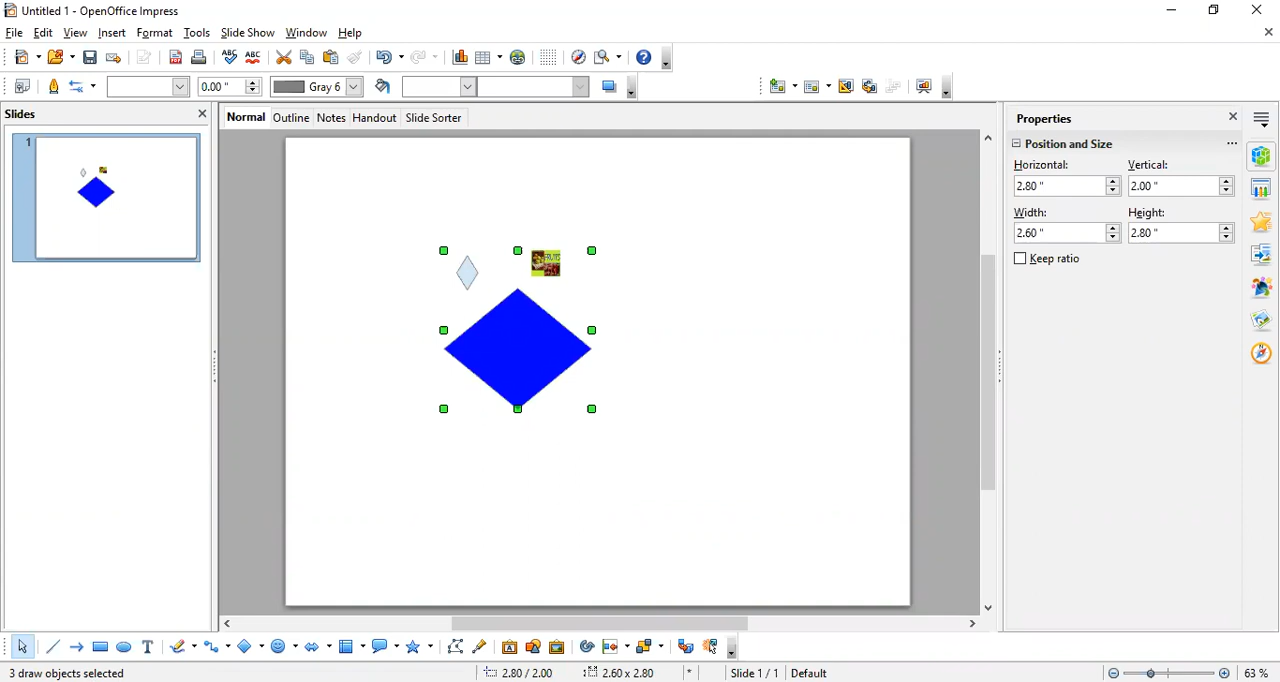 Untitled 1 - OpenOffice Impress
File Edit View Insert Format Tools Slide Show Window Help
0.00 " Gray 6
Slides
Normal Outline Notes Handout Slide Sorter
Properties
1
Position and Size
Horizontal: Vertical:
2.80 " 2.00 "
Width: Height:
2.60 " 2.80 "
Keep ratio
FRUITS
3 draw objects selected 2.80 / 2.00 2.60 x 2.80 * Slide 1 / 1 Default 63 %